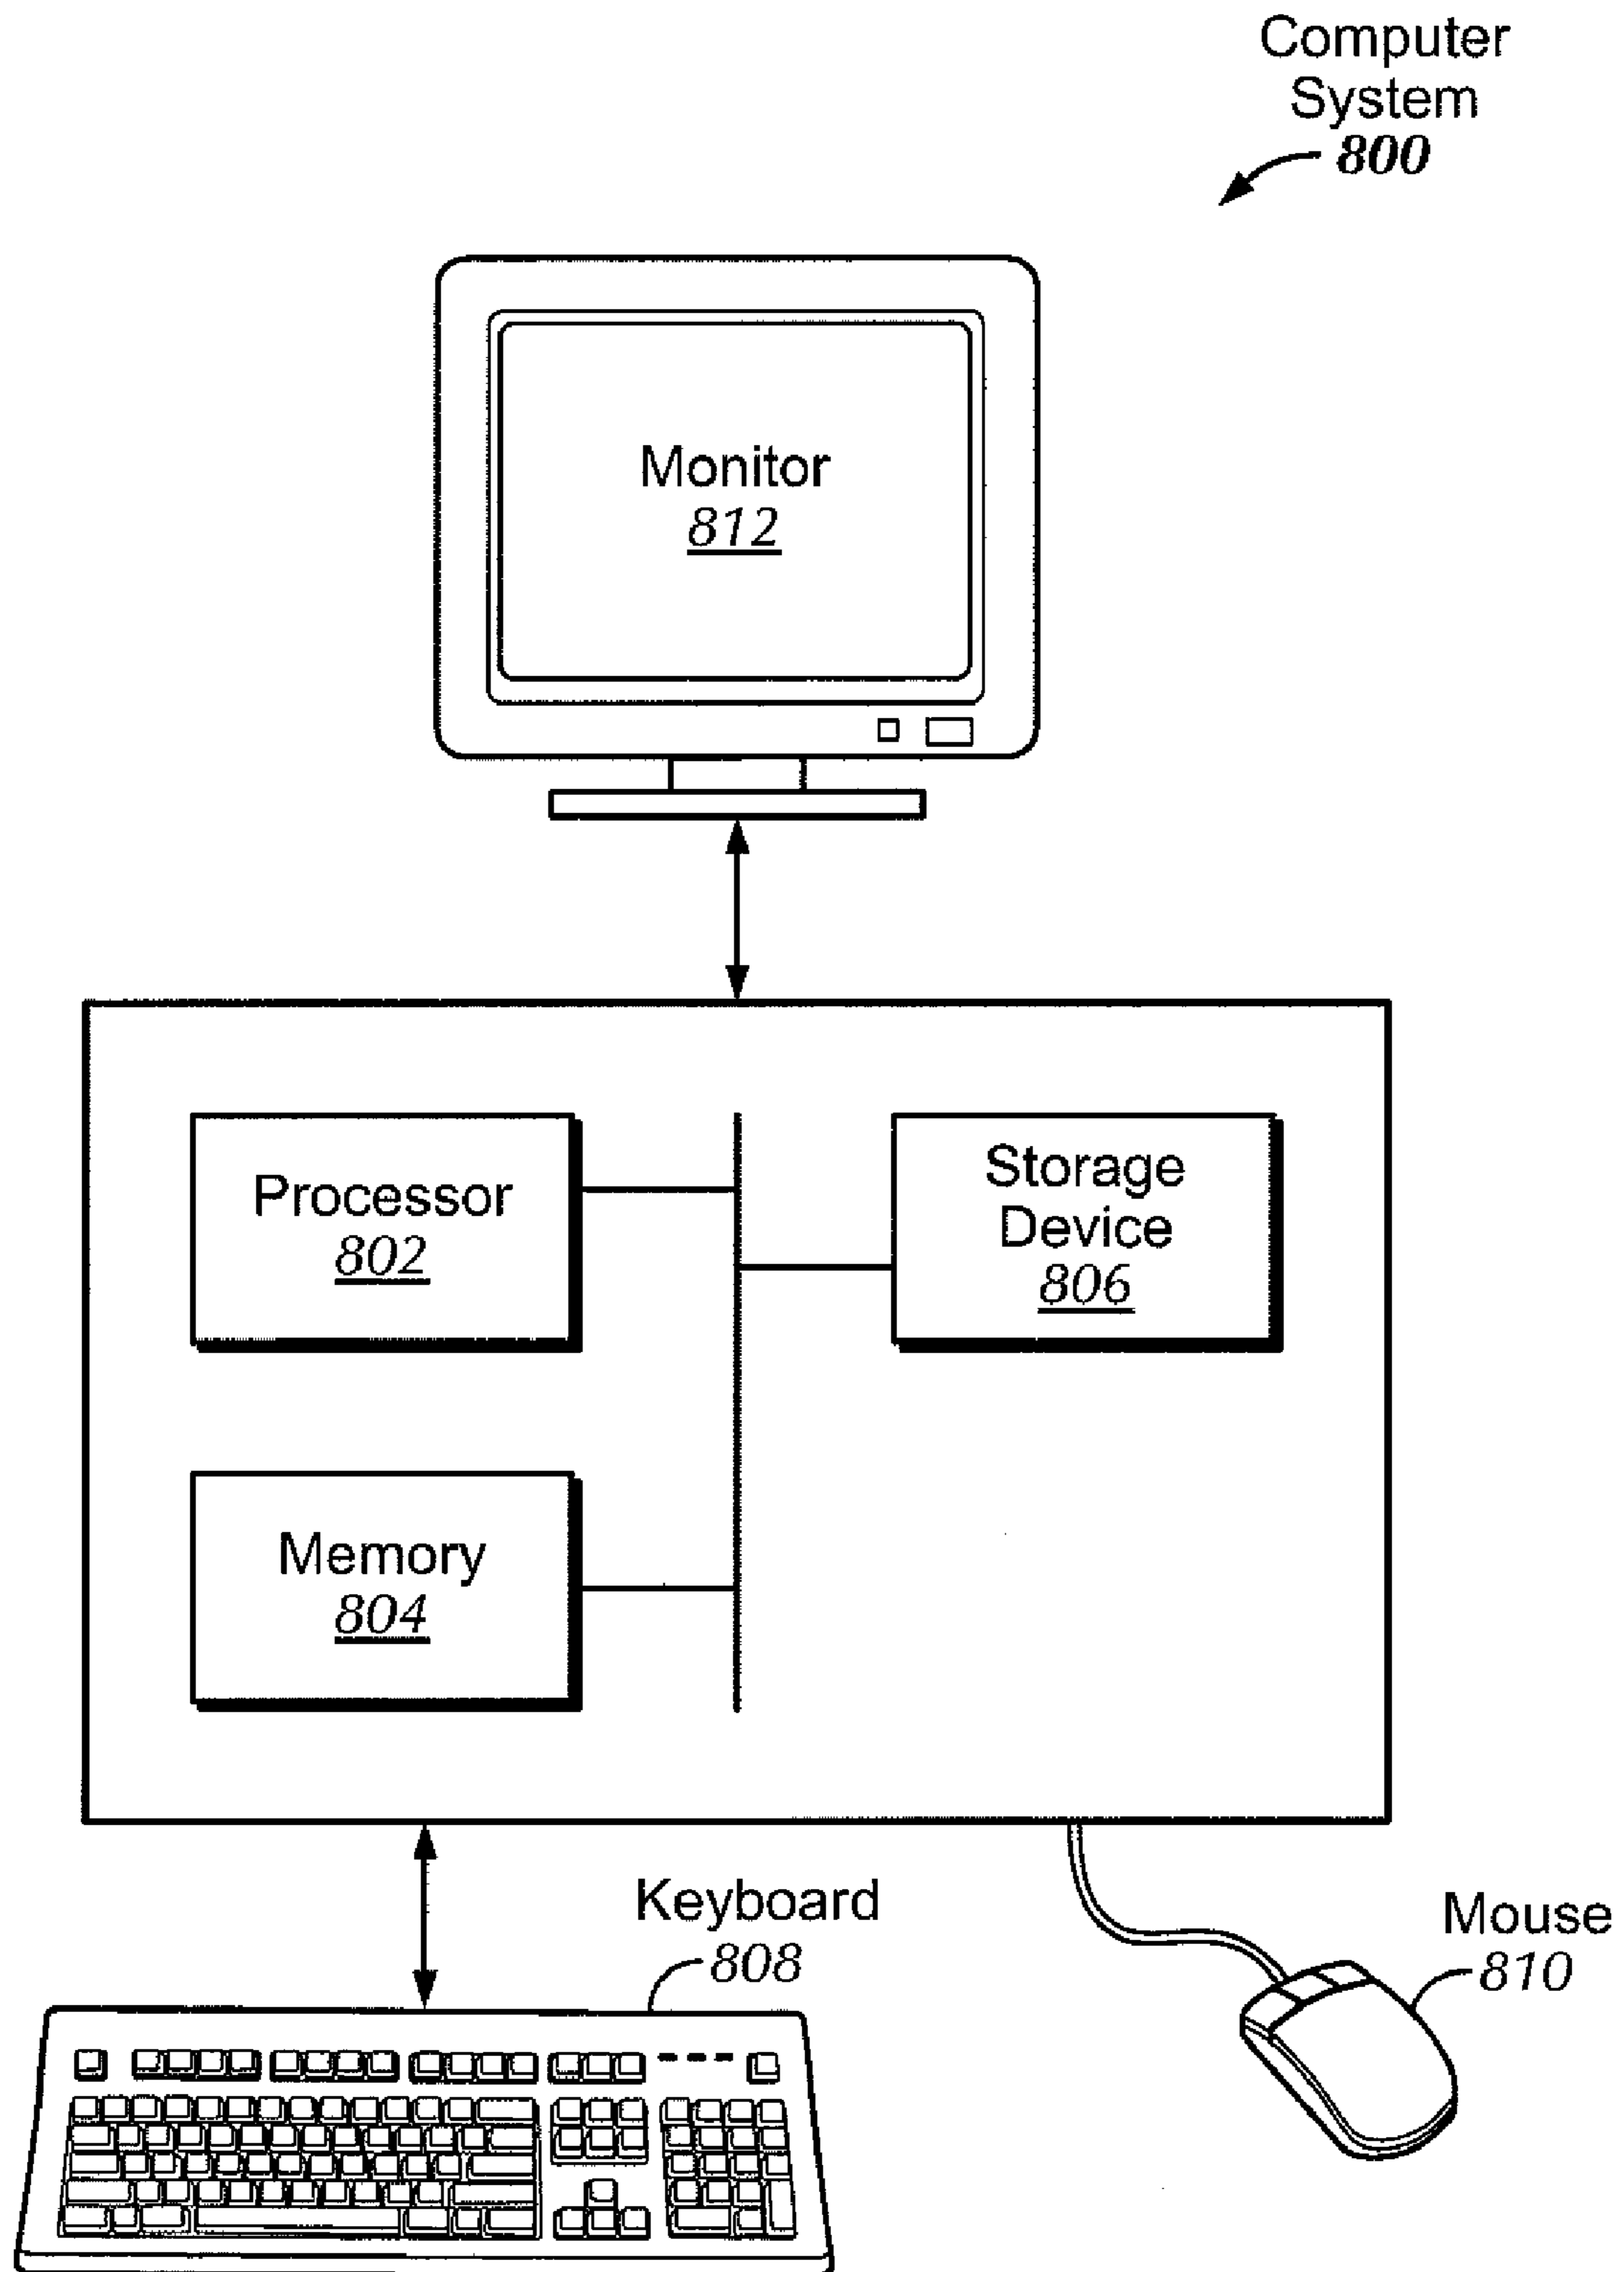 Computer
System
800
Monitor
812
Processor
802
Storage
Device
806
Memory
804
Keyboard
808
Mouse
810